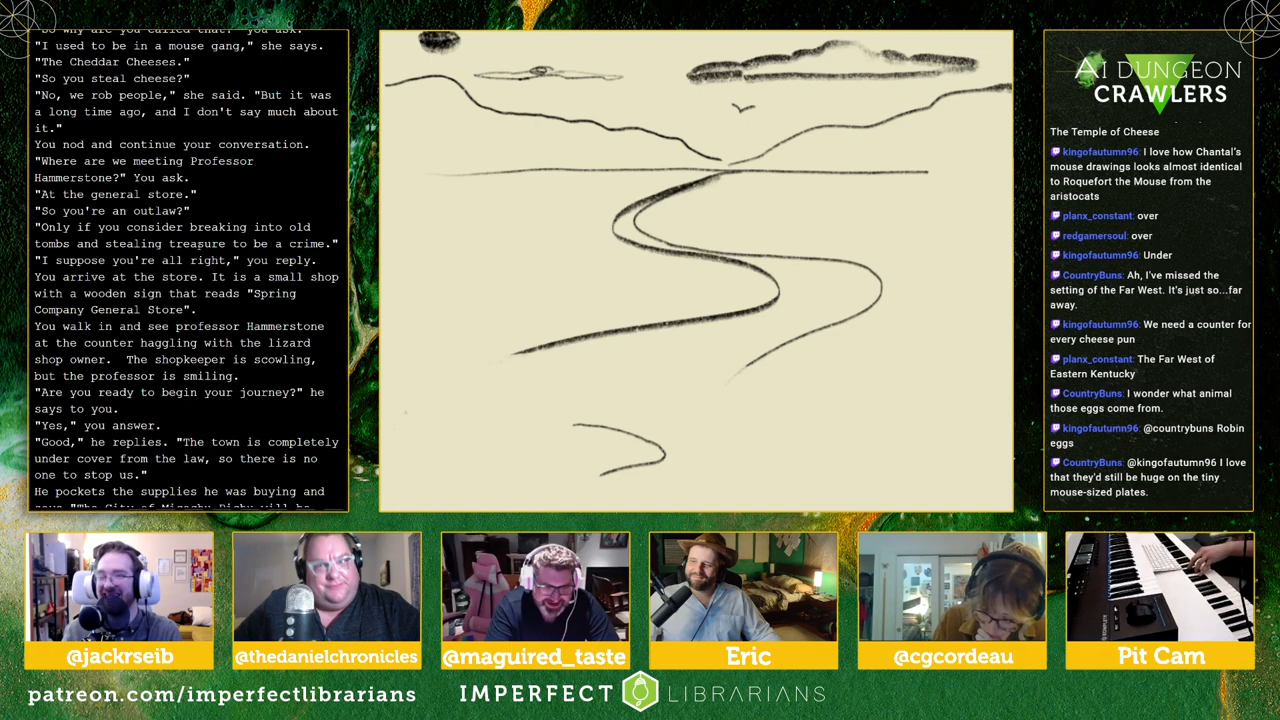 "So why are you called that?" you ask.
"I used to be in a mouse gang," she says.
"The Cheddar Cheeses."
"So you steal cheese?"
"No, we rob people," she said. "But it was
a long time ago, and I don't say much about
it."
You nod and continue your conversation.
"Where are we meeting Professor
Hammerstone?" You ask.
"At the general store."
"So you're an outlaw?"
"Only if you consider breaking into old
tombs and stealing treasure to be a crime."
"I suppose you're all right," you reply.
You arrive at the store. It is a small shop
with a wooden sign that reads "Spring
Company General Store".
You walk in and see professor Hammerstone
at the counter haggling with the lizard
shop owner.  The shopkeeper is scowling,
but the professor is smiling.
"Are you ready to begin your journey?" he
says to you.
"Yes," you answer.
"Good," he replies. "The town is completely
under cover from the law, so there is no
one to stop us."
He pockets the supplies he was buying and
AI DUNGEON
CRAWLERS
The Temple of Cheese
kingofautumn96: I love how Chantal's
mouse drawings looks almost identical
to Roquefort the Mouse from the
aristocats
planx_constant: over
redgamersoul: over
kingofautumn96: Under
CountryBuns: Ah, I've missed the
setting of the Far West. It's just so...far
away.
kingofautumn96: We need a counter for
every cheese pun
planx_constant: The Far West of
Eastern Kentucky
CountryBuns: I wonder what animal
those eggs come from.
kingofautumn96: @countrybuns Robin
eggs
CountryBuns: @kingofautumn96 I love
that they'd still be huge on the tiny
mouse-sized plates.
@jackrseib
@thedanielchronicles
@maguired_taste
Eric
@cgcordeau
Pit Cam
patreon.com/imperfectlibrarians
IMPERFECT LIBRARIANS